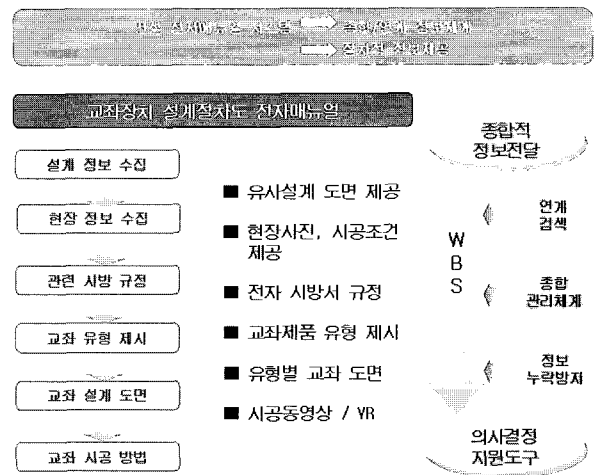 교좌장치 설계절차도 전자매뉴얼
설계 정보 수집
현장 정보 수집
관련 시방 규정
교좌 유형 제시
교좌 설계 도면
교좌 시공 방법
■ 유사설계 도면 제공
■ 현장사진, 시공조건
제공
■ 전자 시방서 규정
■ 교좌제품 유형 제시
■ 유형별 교좌 도면
■ 시공동영상 / VR
종합적
정보전달
W
B
S
연계
검색
종합
관리체계
정보
누락방지
의사결정
지원도구